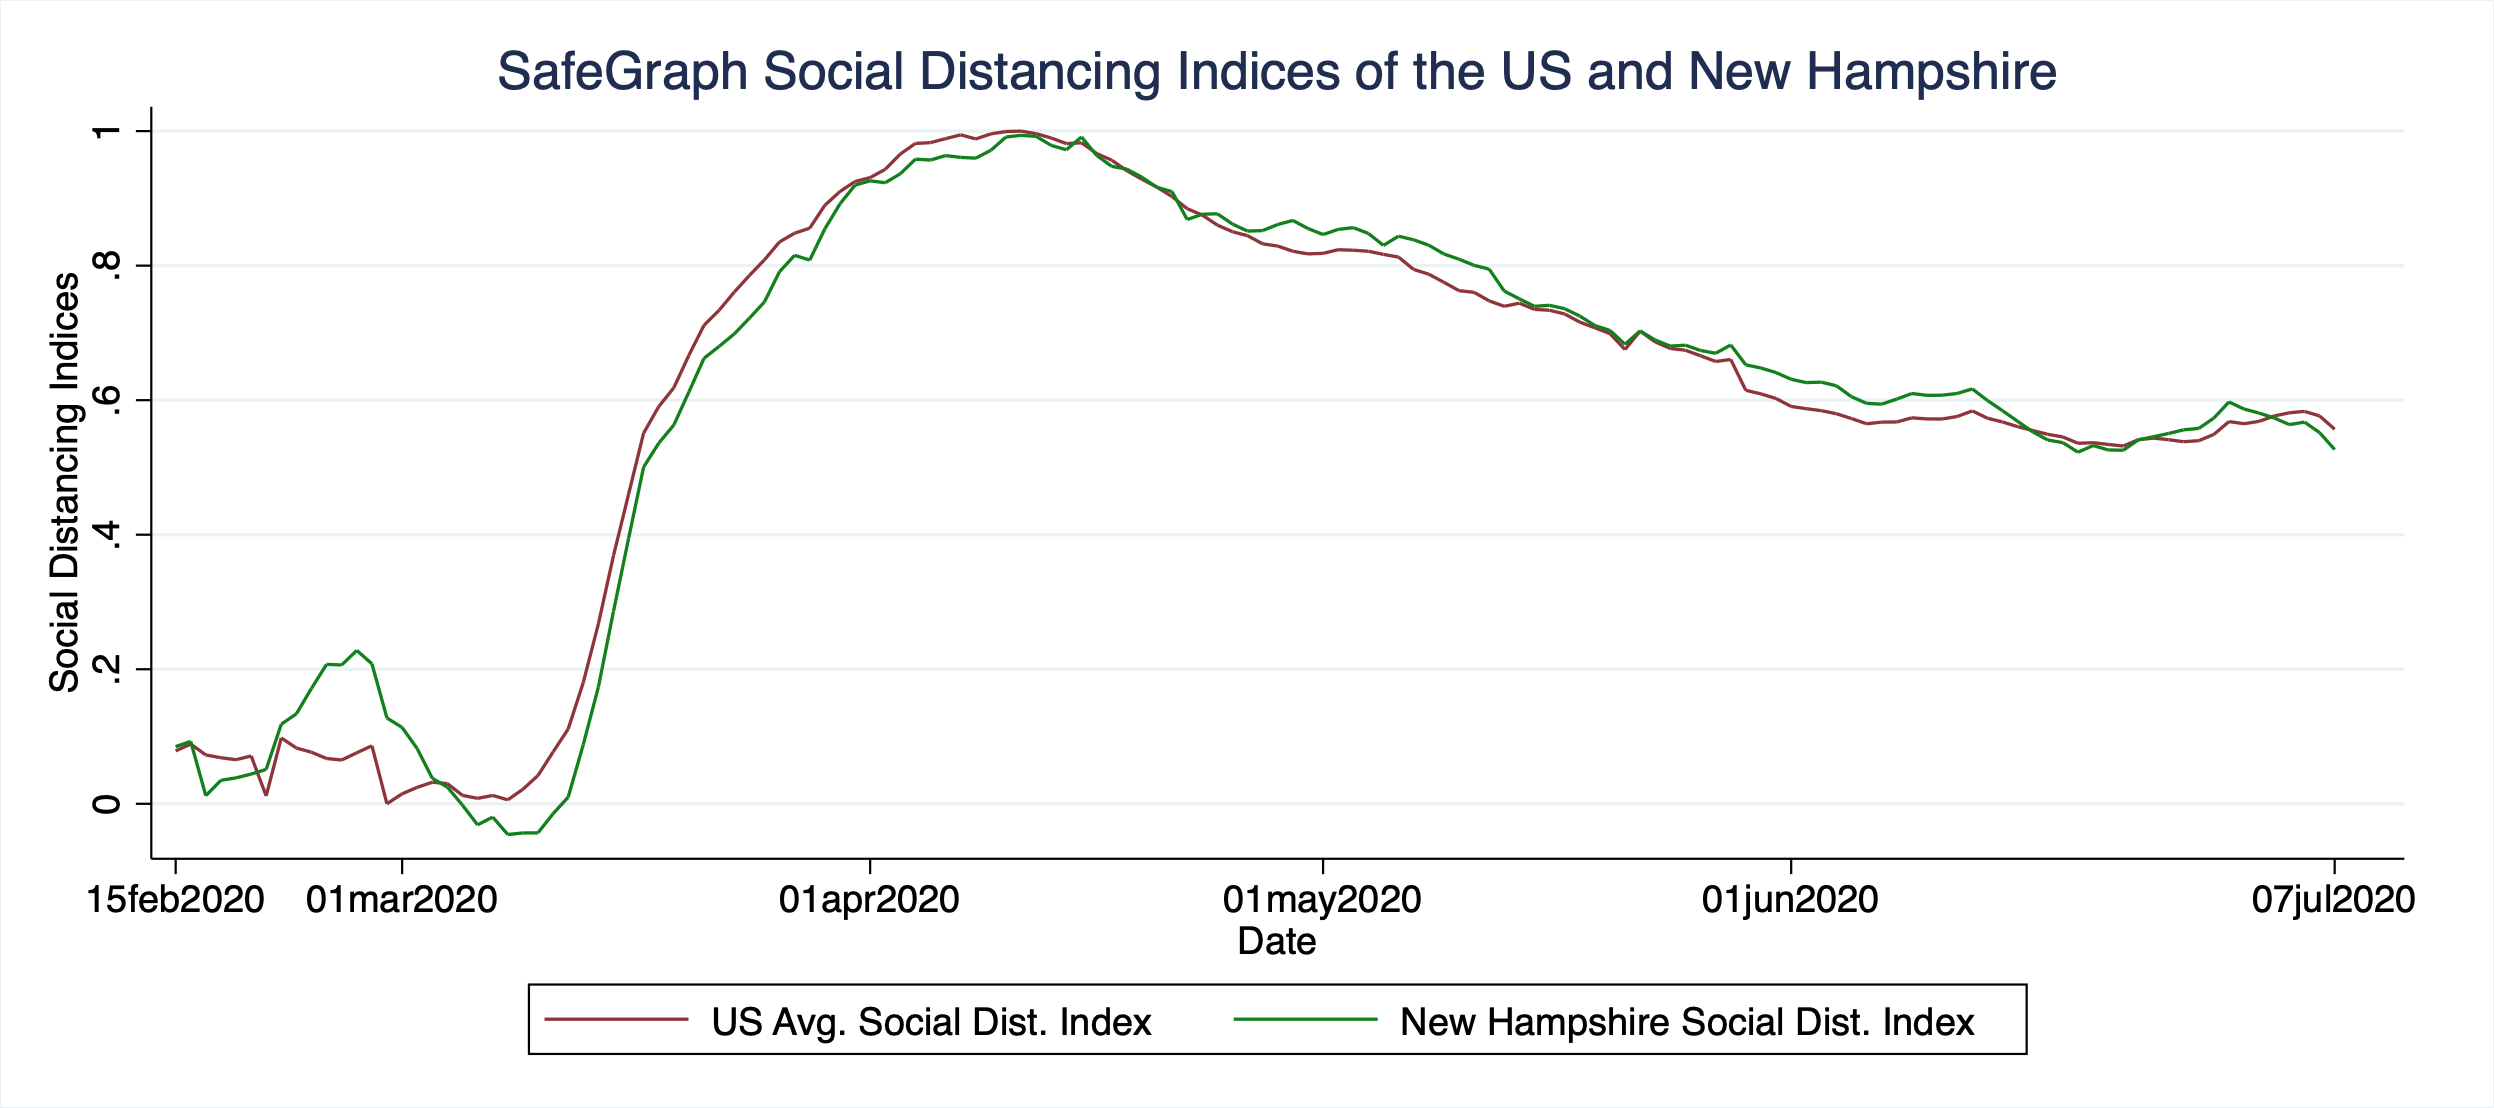 SafeGraph Social Distancing Indices of the US and New Hampshire
Social Distancing Indices
1
.8
.6
.4
.2
0
15feb2020 01mar2020 01apr2020 01may2020 01jun2020 07jul2020
Date
US Avg. Social Dist. Index New Hampshire Social Dist. Index